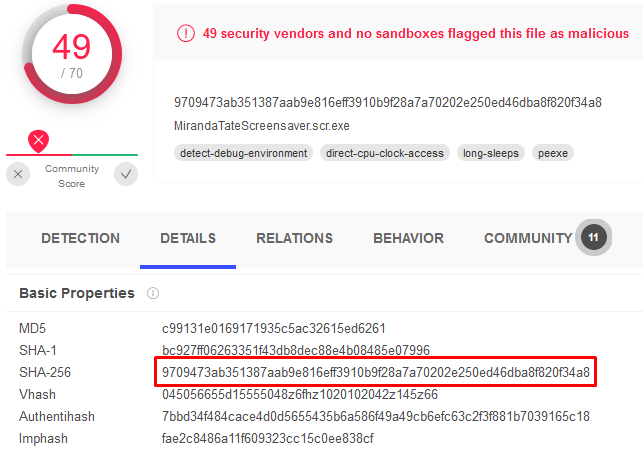 49
/ 70
Community
Score
49 security vendors and no sandboxes flagged this file as malicious
9709473ab351387aab9e816eff3910b9f28a7a70202e250ed46dba8f820f34a8
MirandaTateScreensaver.scr.exe
detect-debug-environment direct-cpu-clock-access long-sleeps peexe
DETECTION DETAILS RELATIONS BEHAVIOR COMMUNITY 11
Basic Properties
MD5 c99131e0169171935c5ac32615ed6261
SHA-1 bc927ff06263351f43db8dec88e4b08485e07996
SHA-256 9709473ab351387aab9e816eff3910b9f28a7a70202e250ed46dba8f820f34a8
Vhash 045056655d15555048z6fhz1020102042z145z66
Authentihash 7bbd34f484cace4d0d5655435b6a586f49a49cb6efc63c2f3f881b7039165c18
Imphash fae2c8486a11f609323cc15c0ee838cf